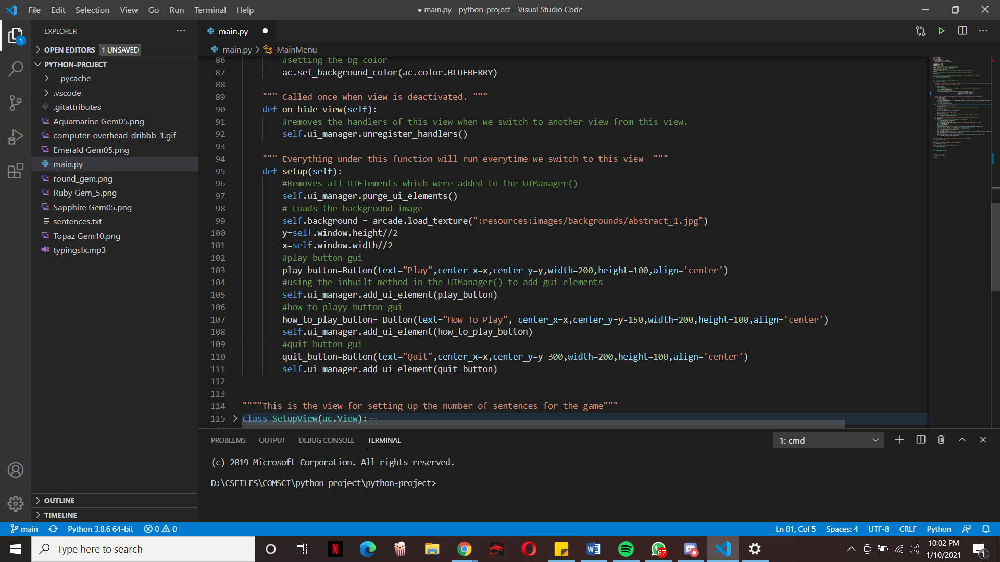 File Edit Selection View Go Run Terminal Help
● main.py - python-project - Visual Studio Code
EXPLORER
OPEN EDITORS 1 UNSAVED
PYTHON-PROJECT
__pycache__
.vscode
.gitattributes
Aquamarine Gem05.png
computer-overhead-dribbb_1.gif
Emerald Gem05.png
main.py
round_gem.png
Ruby Gem_5.png
Sapphire Gem05.png
sentences.txt
Topaz Gem10.png
typingsfx.mp3
OUTLINE
TIMELINE
1
main.py
main.py > MainMenu
86 #setting the bg color
87 ac.set_background_color(ac.color.BLUEBERRY)
88
89 """ Called once when view is deactivated. """
90 def on_hide_view(self):
91 #removes the handlers of this view when we switch to another view from this view.
92 self.ui_manager.unregister_handlers()
93
94 """ Everything under this function will run everytime we switch to this view  """
95 def setup(self):
96 #Removes all UIElements which were added to the UIManager()
97 self.ui_manager.purge_ui_elements()
98 # Loads the background image
99 self.background = arcade.load_texture(":resources:images/backgrounds/abstract_1.jpg")
100 y=self.window.height//2
101 x=self.window.width//2
102 #play button gui
103 play_button=Button(text="Play",center_x=x,center_y=y,width=200,height=100,align='center')
104 #using the inbuilt method in the UIManager() to add gui elements
105 self.ui_manager.add_ui_element(play_button)
106 #how to playy button gui
107 how_to_play_button= Button(text="How To Play", center_x=x,center_y=y-150,width=200,height=100,align='center')
108 self.ui_manager.add_ui_element(how_to_play_button)
109 #quit button gui
110 quit_button=Button(text="Quit",center_x=x,center_y=y-300,width=200,height=100,align='center')
111 self.ui_manager.add_ui_element(quit_button)
112
113
114 """"This is the view for setting up the number of sentences for the game"""
115 class SetupView(ac.View):···
PROBLEMS OUTPUT DEBUG CONSOLE TERMINAL
1: cmd
(c) 2019 Microsoft Corporation. All rights reserved.
D:\CSFILES\COMSCI\python project\python-project>
main Python 3.8.6 64-bit 0 0
Ln 81, Col 5 Spaces: 4 UTF-8 CRLF Python
Type here to search
N
W
67
10:02 PM
1/10/2021
1